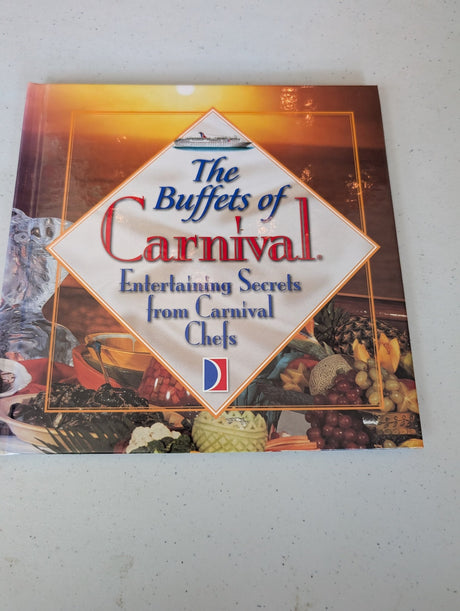 The
Buffets of
Carnival.
Entertaining Secrets
from Carnival
Chefs